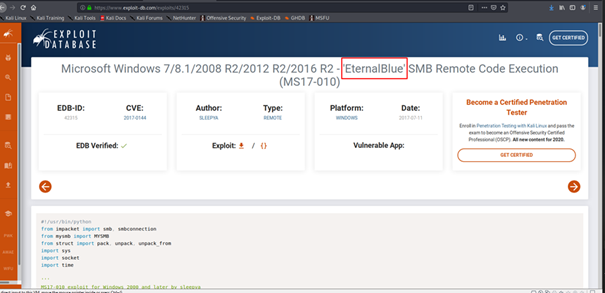 https://www.exploit-db.com/exploits/42315
Kali Linux Kali Training Kali Tools Kali Docs Kali Forums NetHunter Offensive Security Exploit-DB GHDB MSFU
EXPLOIT
DATABASE
GET CERTIFIED
Microsoft Windows 7/8.1/2008 R2/2012 R2/2016 R2 - 'EternalBlue' SMB Remote Code Execution
(MS17-010)
EDB-ID: CVE: Author: Type: Platform: Date:
42315 2017-0144 SLEEPYA REMOTE WINDOWS 2017-07-11
EDB Verified: ✓ Exploit: / {} Vulnerable App:
Become a Certified Penetration
Tester
Enroll in Penetration Testing with Kali Linux and pass the
exam to become an Offensive Security Certified
Professional (OSCP). All new content for 2020.
GET CERTIFIED
#!/usr/bin/python
from impacket import smb, smbconnection
from mysmb import MYSMB
from struct import pack, unpack, unpack_from
import sys
import socket
import time
'''
MS17-010 exploit for Windows 2000 and later by sleepya